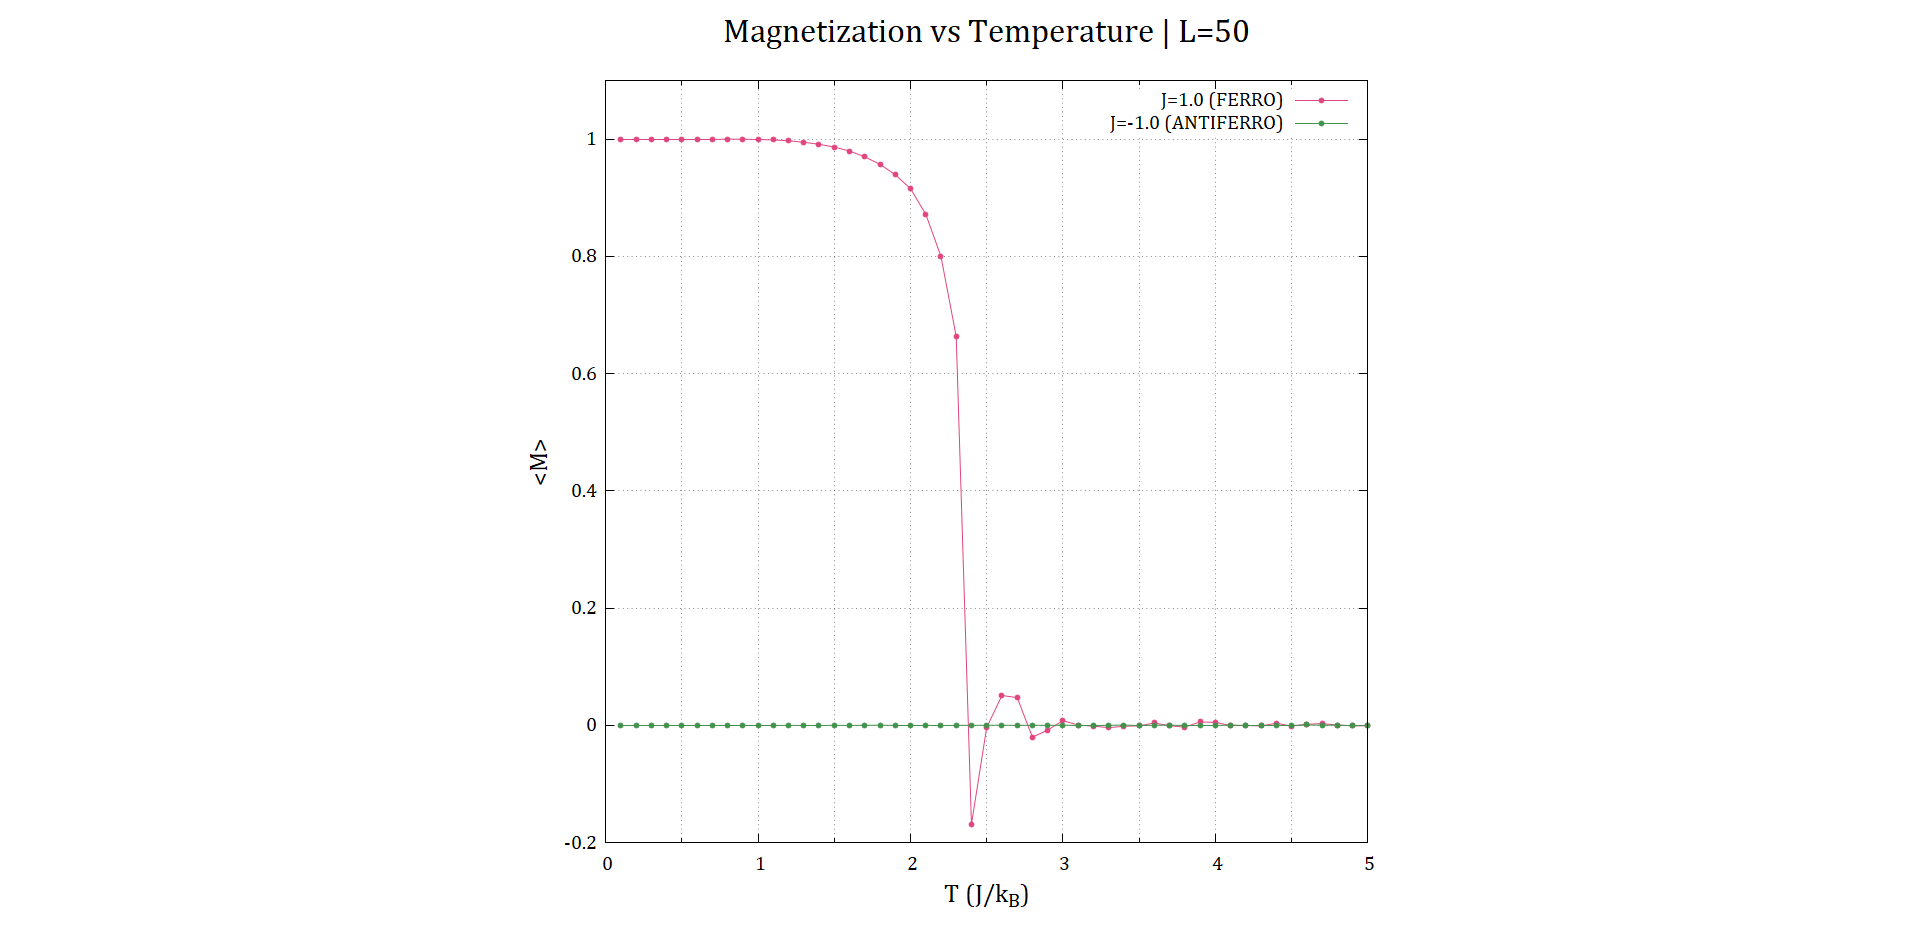 Magnetization vs Temperature | L=50
J=1.0 (FERRO)
J=-1.0 (ANTIFERRO)
1
0.8
0.6
0.4
0.2
0
-0.2
<M>
0 1 2 3 4 5
T (J/kB)